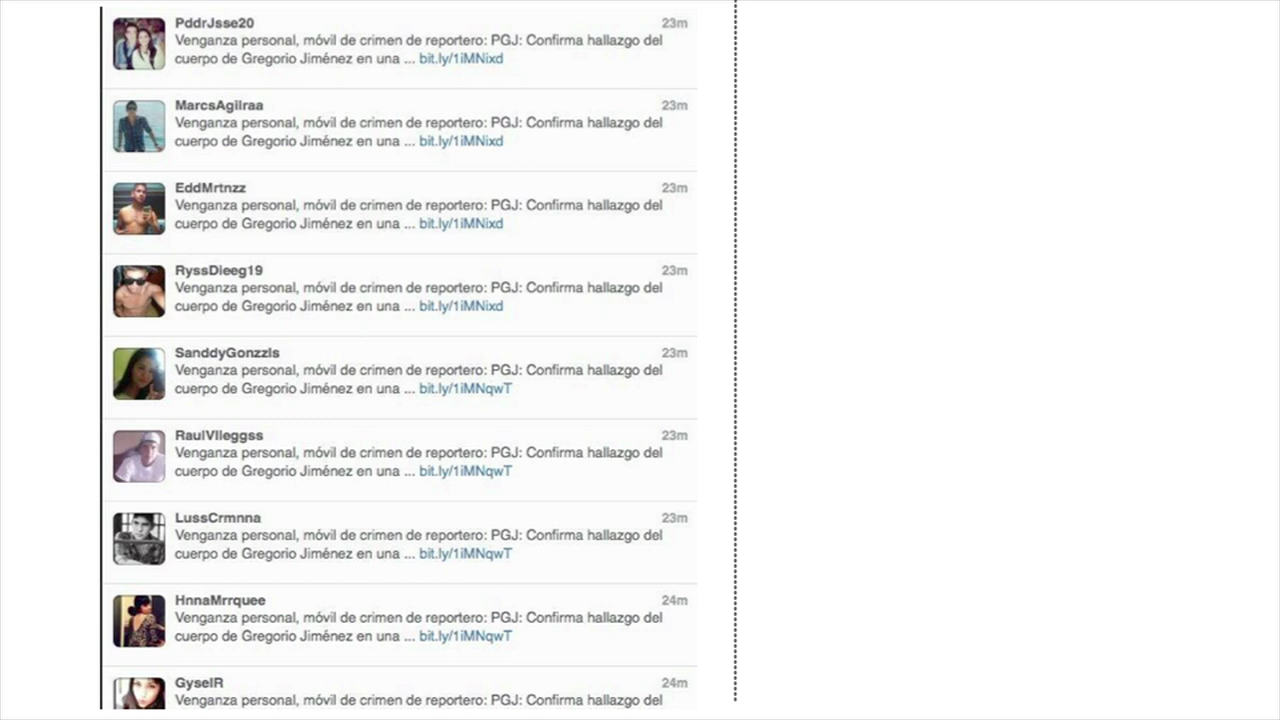 PddrJsse20 23m
Venganza personal, móvil de crimen de reportero: PGJ: Confirma hallazgo del
cuerpo de Gregorio Jiménez en una ... bit.ly/1iMNixd
MarcsAgilraa 23m
Venganza personal, móvil de crimen de reportero: PGJ: Confirma hallazgo del
cuerpo de Gregorio Jiménez en una ... bit.ly/1iMNixd
EddMrtnzz 23m
Venganza personal, móvil de crimen de reportero: PGJ: Confirma hallazgo del
cuerpo de Gregorio Jiménez en una ... bit.ly/1iMNixd
RyssDieeg19 23m
Venganza personal, móvil de crimen de reportero: PGJ: Confirma hallazgo del
cuerpo de Gregorio Jiménez en una ... bit.ly/1iMNixd
SanddyGonzzls 23m
Venganza personal, móvil de crimen de reportero: PGJ: Confirma hallazgo del
cuerpo de Gregorio Jiménez en una ... bit.ly/1iMNqwT
RaulVlleggss 23m
Venganza personal, móvil de crimen de reportero: PGJ: Confirma hallazgo del
cuerpo de Gregorio Jiménez en una ... bit.ly/1iMNqwT
LussCrmnna 23m
Venganza personal, móvil de crimen de reportero: PGJ: Confirma hallazgo del
cuerpo de Gregorio Jiménez en una ... bit.ly/1iMNqwT
HnnaMrrquee 24m
Venganza personal, móvil de crimen de reportero: PGJ: Confirma hallazgo del
cuerpo de Gregorio Jiménez en una ... bit.ly/1iMNqwT
GyselR 24m
Venganza personal, móvil de crimen de reportero: PGJ: Confirma hallazgo del